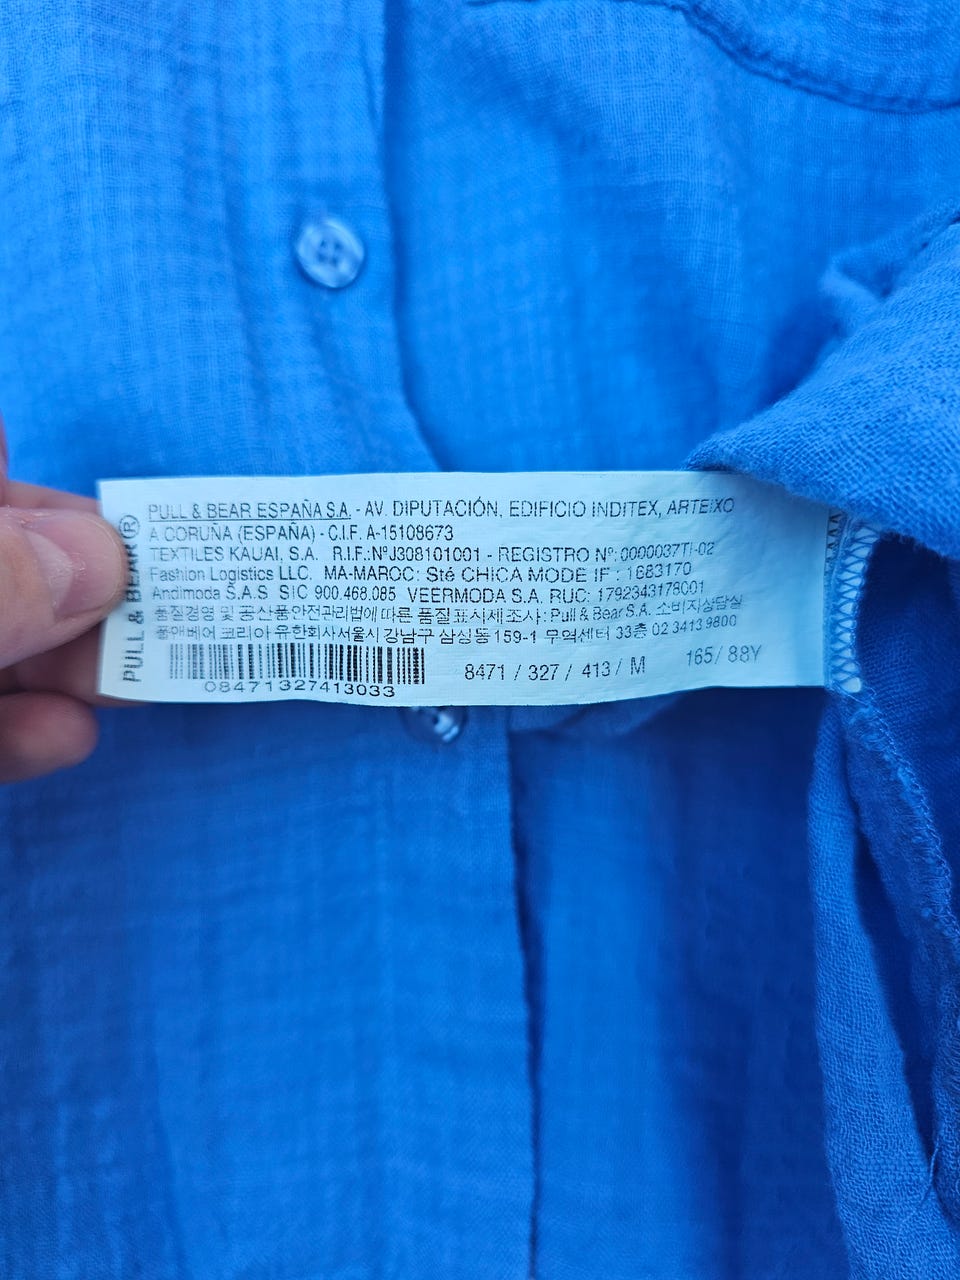 PULL & BEAR®
PULL & BEAR ESPAÑA S.A. - AV. DIPUTACIÓN, EDIFICIO INDITEX, ARTEIXO
A CORUÑA (ESPAÑA) - C.I.F. A-15108673
TEXTILES KAUAI, S.A. R.I.F.:NºJ308101001 - REGISTRO Nº: 0000037TI-02
Fashion Logistics LLC. MA-MAROC: Sté CHICA MODE IF : 1683170
Andimoda S.A.S SIC 900.468.085 VEERMODA S.A. RUC: 1792343178001
품질경영 및 공산품안전관리법에 따른 품질표시제조사: Pull & Bear S.A. 소비자상담실
풀앤베어 코리아 유한회사서울시 강남구 삼성동 159-1 무역센터 33층 02 3413 9800
08471327413033
8471 / 327 / 413 / M 165/ 88Y